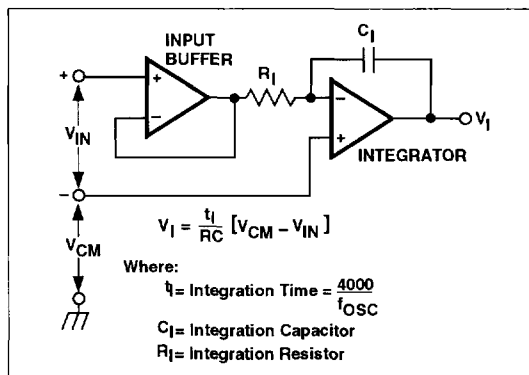 INPUT
BUFFER
C_I
R_I
+
+
−
−
+
V_I
V_IN
INTEGRATOR
−
V_CM
V_I = t_I/RC [V_CM – V_IN]
Where:
t_I = Integration Time = 4000/f_OSC
C_I = Integration Capacitor
R_I = Integration Resistor